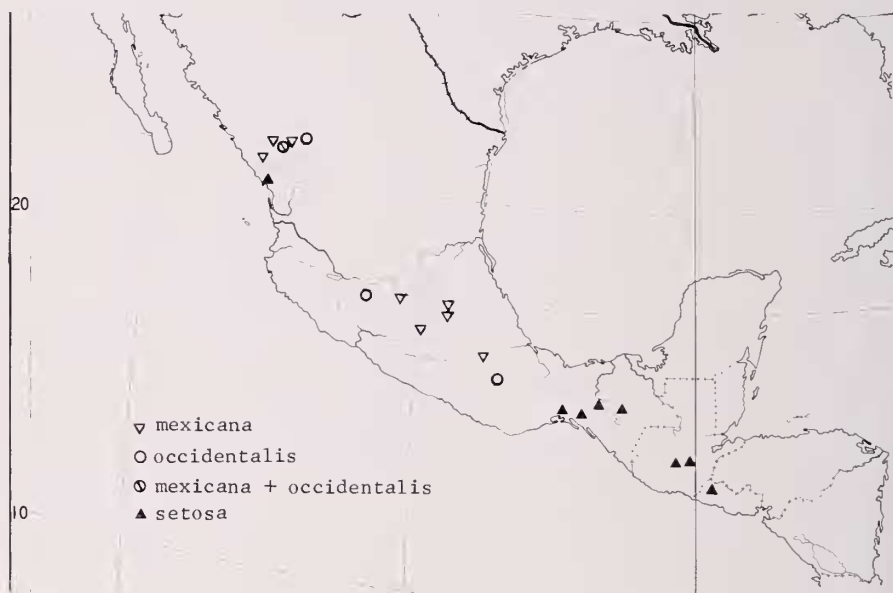 20
10
mexicana
occidentalis
mexicana + occidentalis
setosa